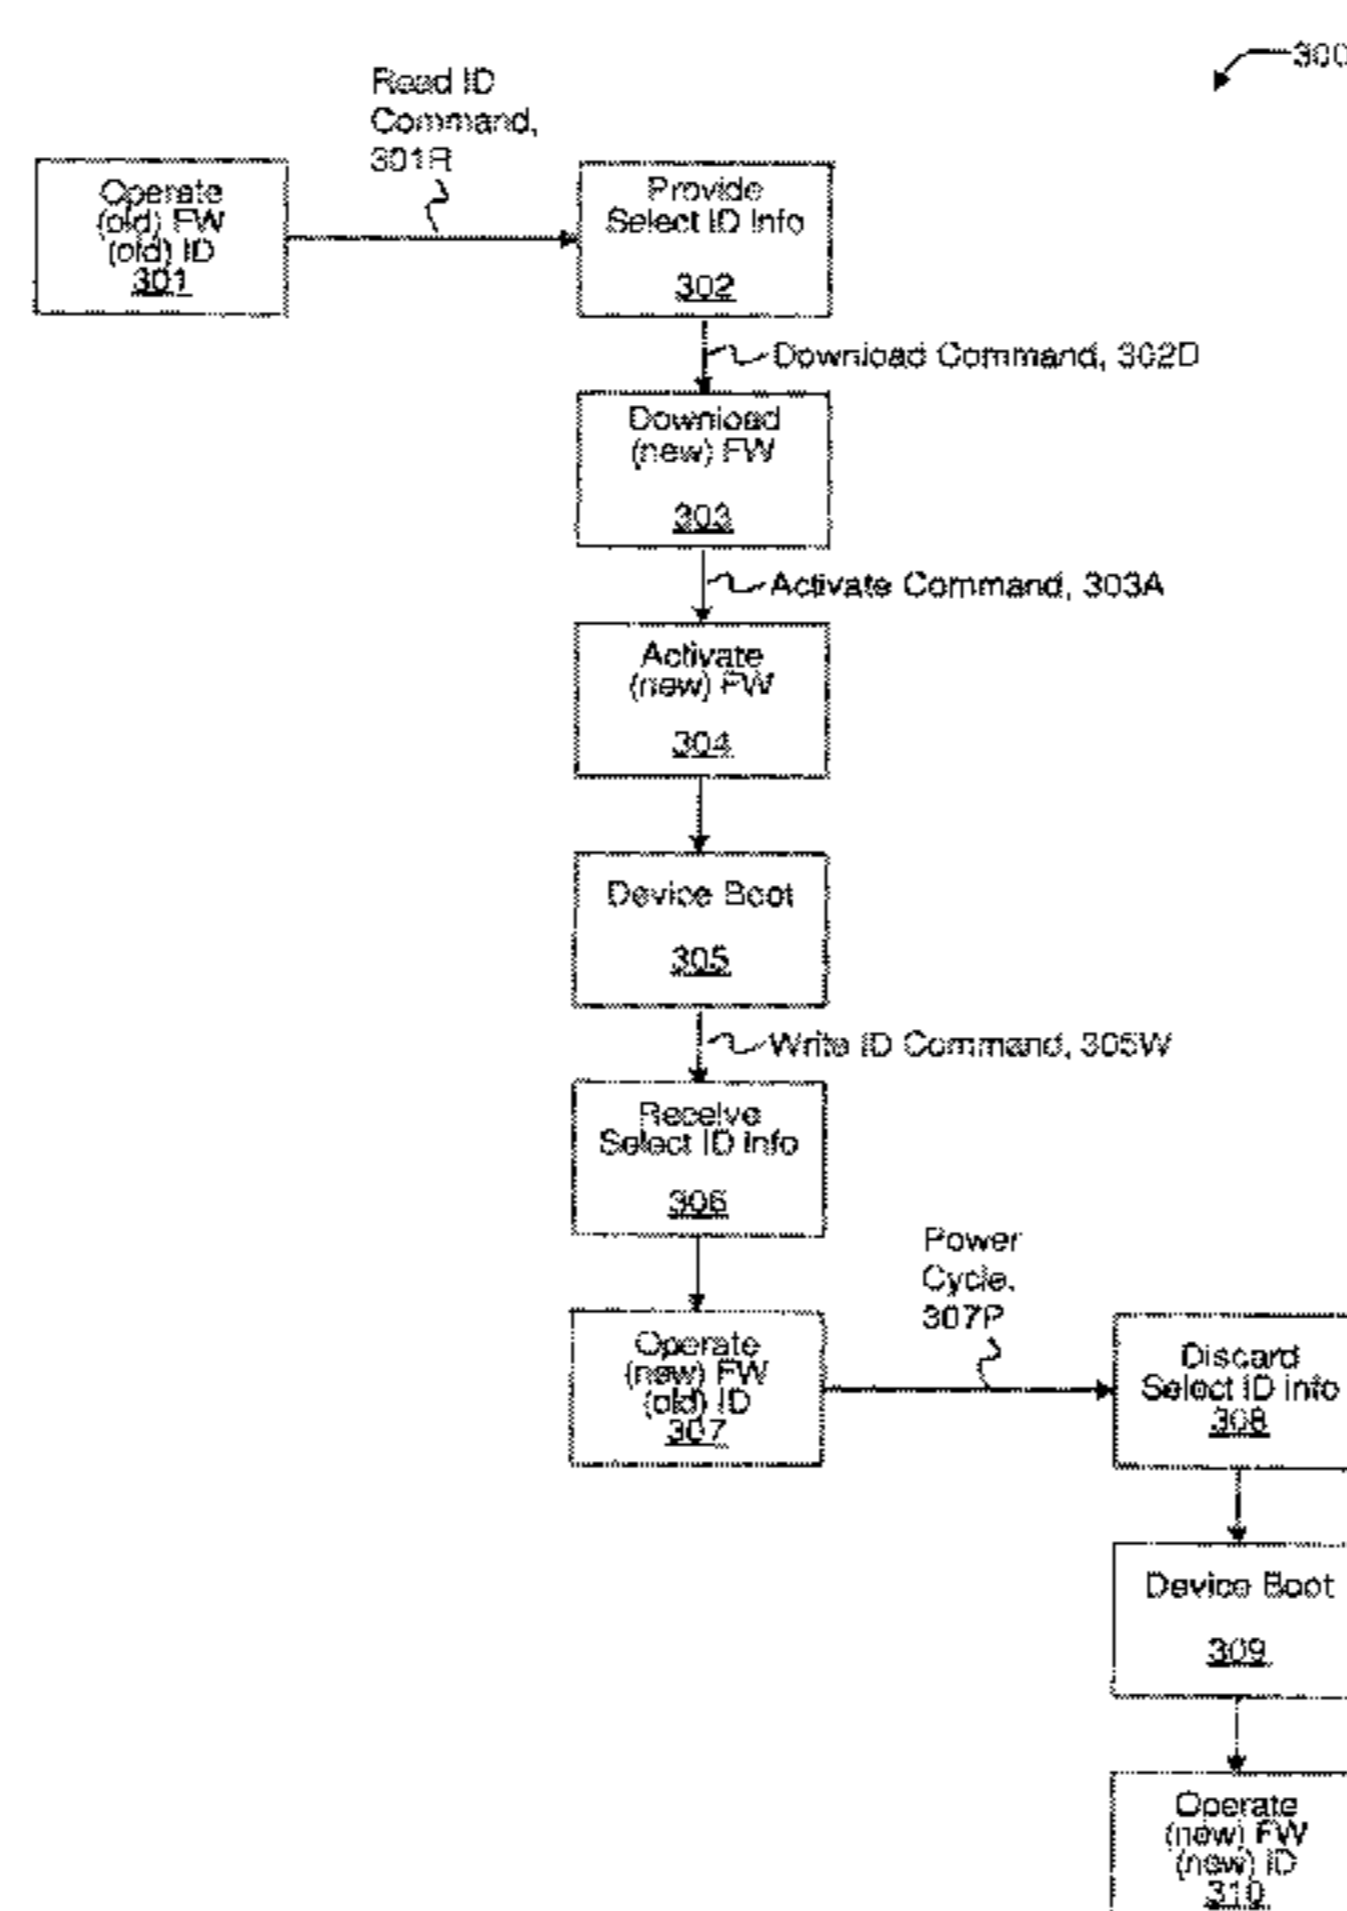 300
Read ID
Command,
301R
Operate
(old) FW
(old) ID
301
Provide
Select ID Info
302
Download Command, 302D
Download
(new) FW
303
Activate Command, 303A
Activate
(new) FW
304
Device Boot
305
Write ID Command, 305W
Receive
Select ID info
306
Power
Cycle,
307P
Operate
(new) FW
(old) ID
307
Discard
Select ID info
308
Device Boot
309
Operate
(new) FW
(new) ID
310